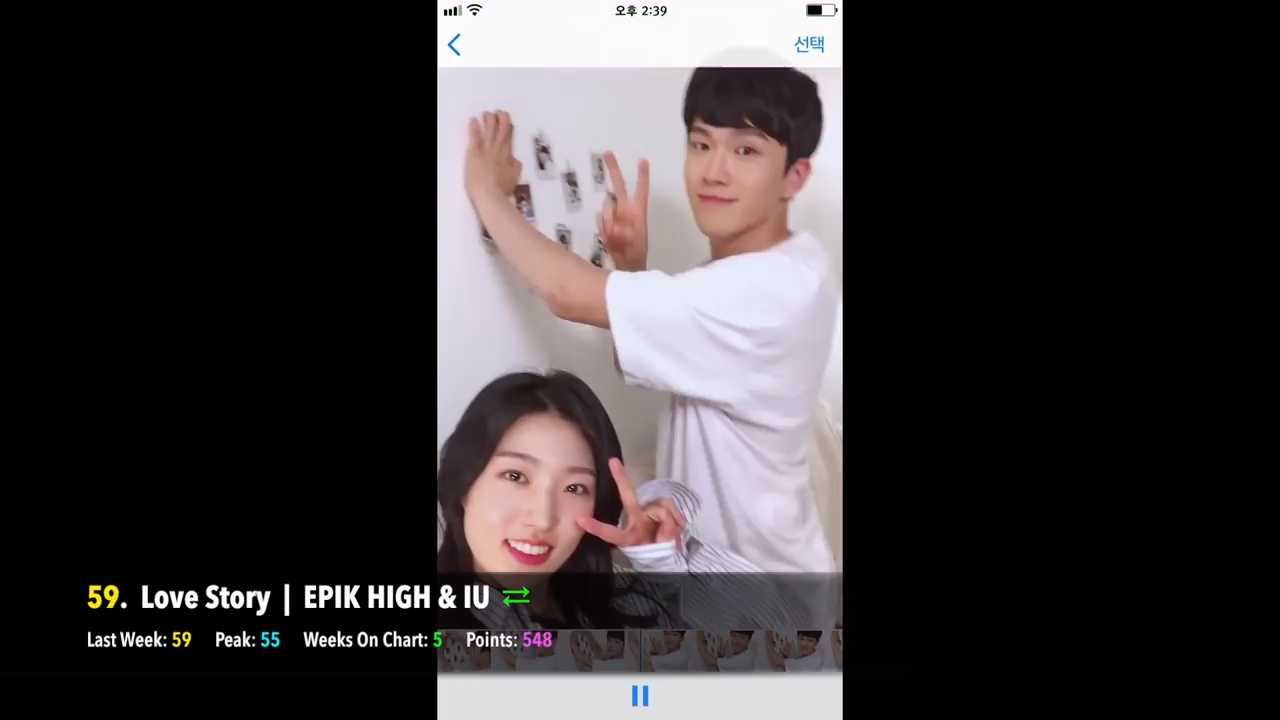 오후 2:39
선택
59. Love Story | EPIK HIGH & IU
Last Week: 59 Peak: 55 Weeks On Chart: 5 Points: 548